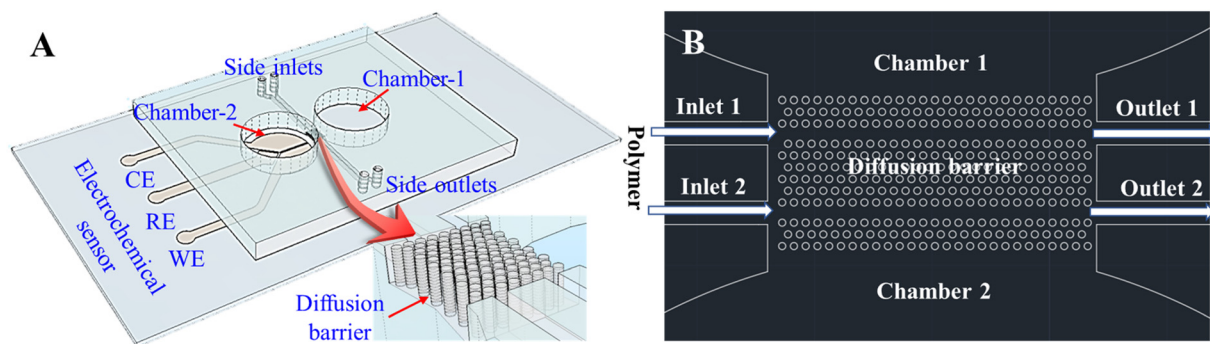 A
Side inlets
Chamber-1
Chamber-2
CE
RE
WE
Electrochemical
sensor
Side outlets
Diffusion
barrier
B
Chamber 1
Inlet 1
Outlet 1
Polymer
Diffusion barrier
Inlet 2
Outlet 2
Chamber 2